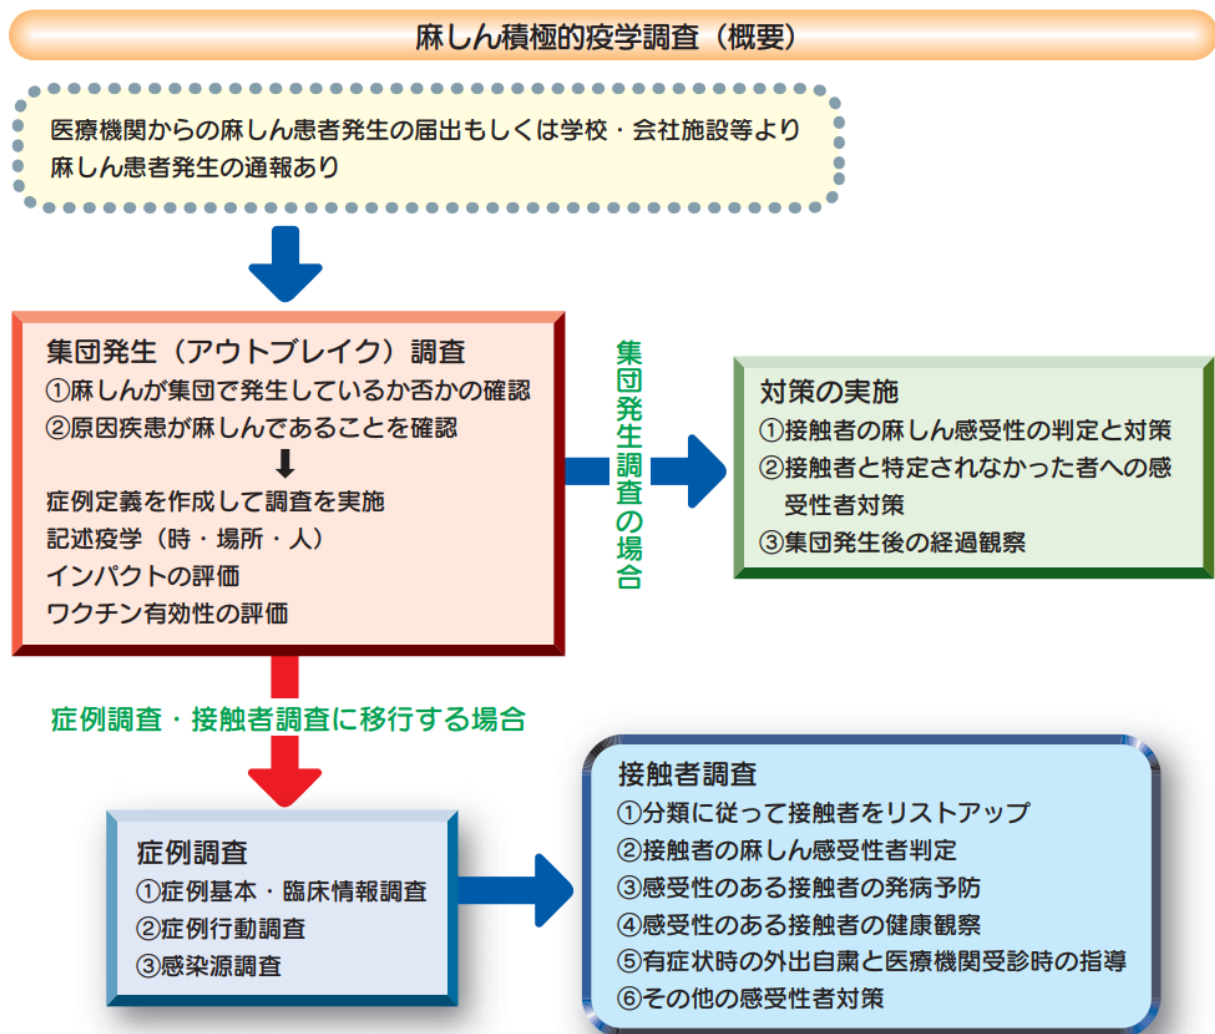 麻しん積極的疫学調査（概要）
医療機関からの麻しん患者発生の届出もしくは学校・会社施設等より
麻しん患者発生の通報あり
集団発生（アウトブレイク）調査
①麻しんが集団で発生しているか否かの確認
②原因疾患が麻しんであることを確認
症例定義を作成して調査を実施
記述疫学（時・場所・人）
インパクトの評価
ワクチン有効性の評価
集団発生調査の場合
対策の実施
①接触者の麻しん感受性の判定と対策
②接触者と特定されなかった者への感
受性者対策
③集団発生後の経過観察
症例調査・接触者調査に移行する場合
症例調査
①症例基本・臨床情報調査
②症例行動調査
③感染源調査
接触者調査
①分類に従って接触者をリストアップ
②接触者の麻しん感受性者判定
③感受性のある接触者の発病予防
④感受性のある接触者の健康観察
⑤有症状時の外出自粛と医療機関受診時の指導
⑥その他の感受性者対策